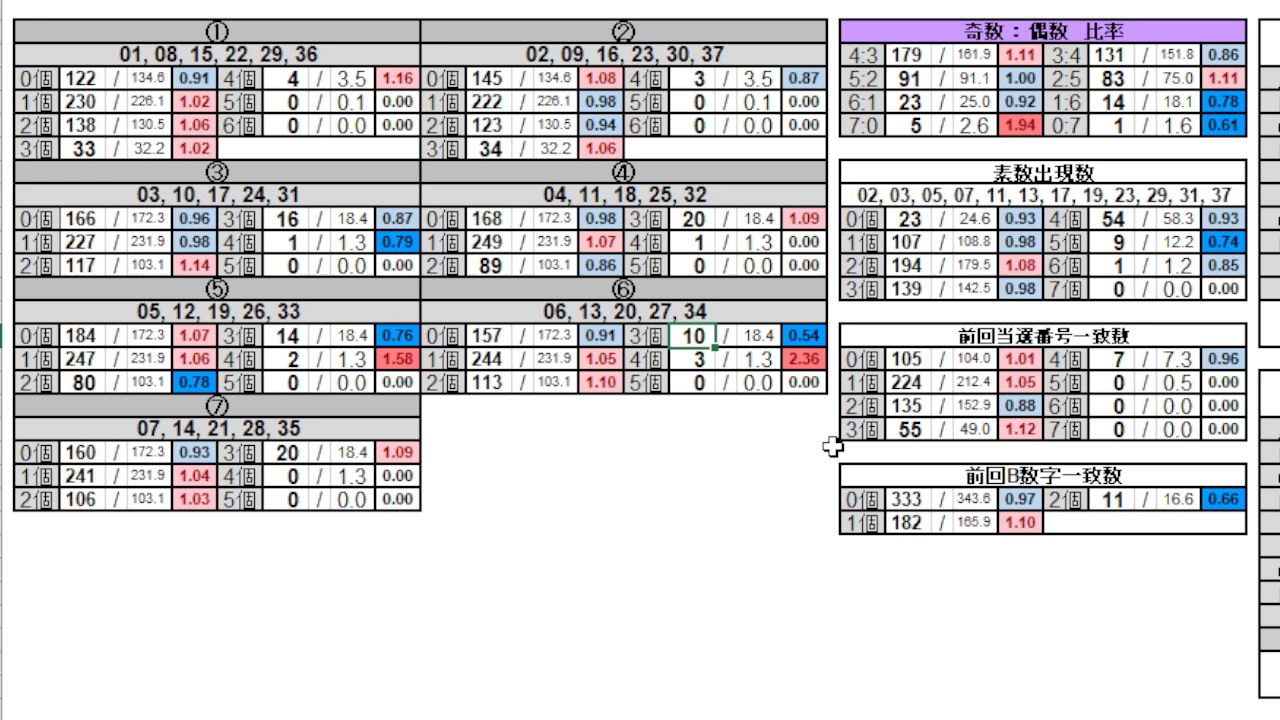 ① ②
01, 08, 15, 22, 29, 36 02, 09, 16, 23, 30, 37
0個 122 / 134.6 0.91 4個 4 / 3.5 1.16 0個 145 / 134.6 1.08 4個 3 / 3.5 0.87
1個 230 / 226.1 1.02 5個 0 / 0.1 0.00 1個 222 / 226.1 0.98 5個 0 / 0.1 0.00
2個 138 / 130.5 1.06 6個 0 / 0.0 0.00 2個 123 / 130.5 0.94 6個 0 / 0.0 0.00
3個 33 / 32.2 1.02 3個 34 / 32.2 1.06
③ ④
03, 10, 17, 24, 31 04, 11, 18, 25, 32
0個 166 / 172.3 0.96 3個 16 / 18.4 0.87 0個 168 / 172.3 0.98 3個 20 / 18.4 1.09
1個 227 / 231.9 0.98 4個 1 / 1.3 0.79 1個 249 / 231.9 1.07 4個 1 / 1.3 0.00
2個 117 / 103.1 1.14 5個 0 / 0.0 0.00 2個 89 / 103.1 0.86 5個 0 / 0.0 0.00
⑤ ⑥
05, 12, 19, 26, 33 06, 13, 20, 27, 34
0個 184 / 172.3 1.07 3個 14 / 18.4 0.76 0個 157 / 172.3 0.91 3個 10 / 18.4 0.54
1個 247 / 231.9 1.06 4個 2 / 1.3 1.58 1個 244 / 231.9 1.05 4個 3 / 1.3 2.36
2個 80 / 103.1 0.78 5個 0 / 0.0 0.00 2個 113 / 103.1 1.10 5個 0 / 0.0 0.00
⑦
07, 14, 21, 28, 35
0個 160 / 172.3 0.93 3個 20 / 18.4 1.09
1個 241 / 231.9 1.04 4個 0 / 1.3 0.00
2個 106 / 103.1 1.03 5個 0 / 0.0 0.00
奇数：偶数 比率
4:3 179 / 161.9 1.11 3:4 131 / 151.8 0.86
5:2 91 / 91.1 1.00 2:5 83 / 75.0 1.11
6:1 23 / 25.0 0.92 1:6 14 / 18.1 0.78
7:0 5 / 2.6 1.94 0:7 1 / 1.6 0.61
素数出現数
02, 03, 05, 07, 11, 13, 17, 19, 23, 29, 31, 37
0個 23 / 24.6 0.93 4個 54 / 58.3 0.93
1個 107 / 108.8 0.98 5個 9 / 12.2 0.74
2個 194 / 179.5 1.08 6個 1 / 1.2 0.85
3個 139 / 142.5 0.98 7個 0 / 0.0 0.00
前回当選番号一致数
0個 105 / 104.0 1.01 4個 7 / 7.3 0.96
1個 224 / 212.4 1.05 5個 0 / 0.5 0.00
2個 135 / 152.9 0.88 6個 0 / 0.0 0.00
3個 55 / 49.0 1.12 7個 0 / 0.0 0.00
前回B数字一致数
0個 333 / 343.6 0.97 2個 11 / 16.6 0.66
1個 182 / 165.9 1.10